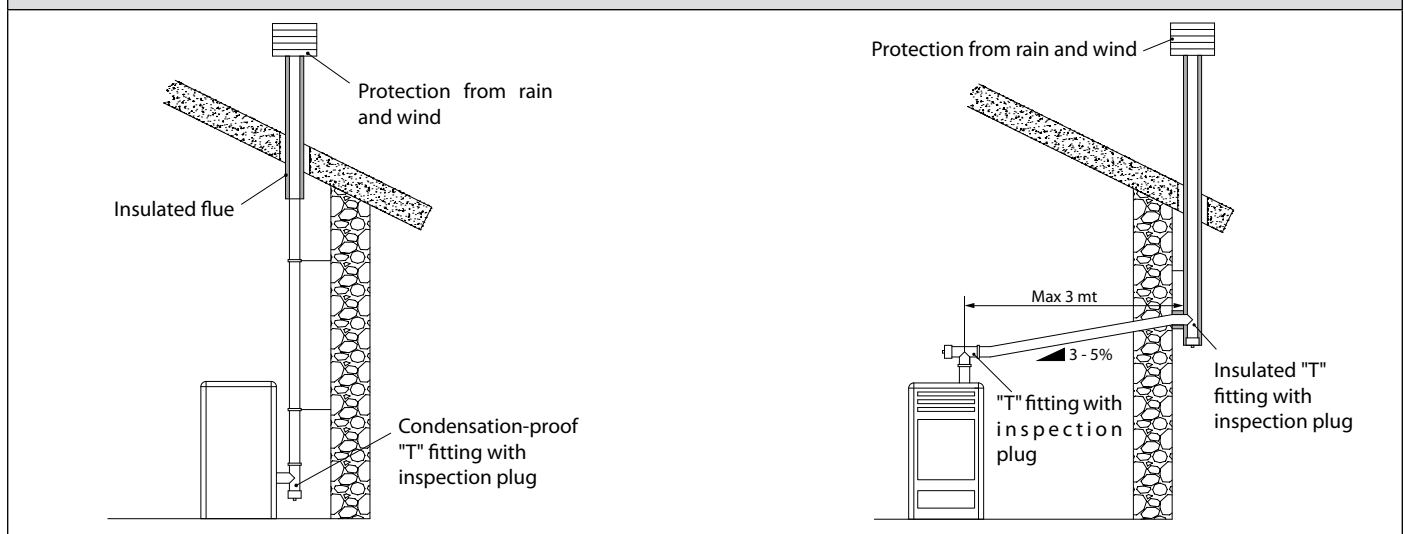 Protection from rain
and wind
Insulated flue
Condensation-proof
"T" fitting with
inspection plug
Protection from rain and wind
Max 3 mt
3 - 5%
"T" fitting with
inspection
plug
Insulated "T"
fitting with
inspection plug